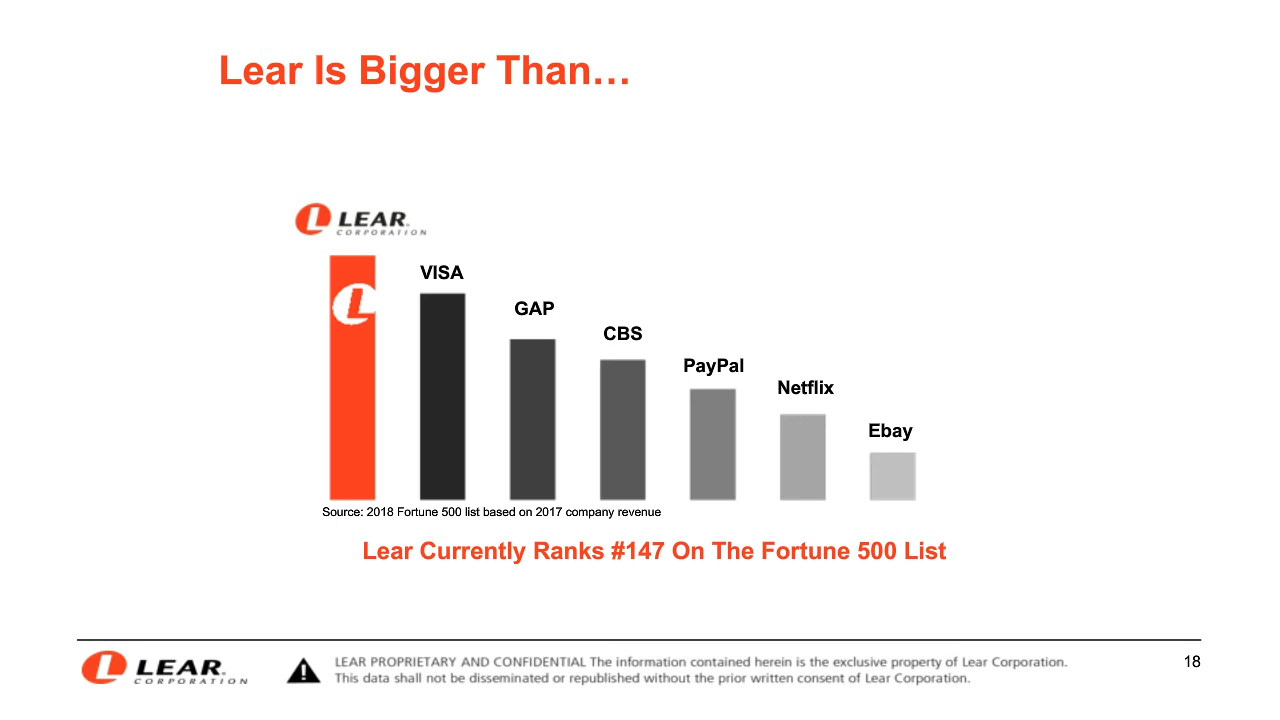 Lear Is Bigger Than…
LEAR
CORPORATION
VISA
GAP
CBS
PayPal
Netflix
Ebay
L
Source: 2018 Fortune 500 list based on 2017 company revenue
Lear Currently Ranks #147 On The Fortune 500 List
LEAR
CORPORATION
LEAR PROPRIETARY AND CONFIDENTIAL The information contained herein is the exclusive property of Lear Corporation.
This data shall not be disseminated or republished without the prior written consent of Lear Corporation.
18